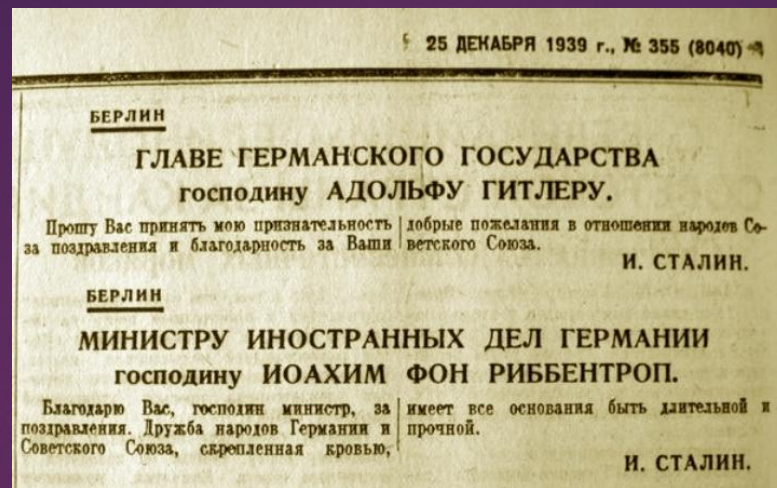 25 ДЕКАБРЯ 1939 г., № 355 (8040)
БЕРЛИН
ГЛАВЕ ГЕРМАНСКОГО ГОСУДАРСТВА
господину АДОЛЬФУ ГИТЛЕРУ.
Прошу Вас принять мою признательность
за поздравления и благодарность за Ваши
добрые пожелания в отношении народов Со-
ветского Союза.
И. СТАЛИН.
БЕРЛИН
МИНИСТРУ ИНОСТРАННЫХ ДЕЛ ГЕРМАНИИ
господину ИОАХИМ ФОН РИББЕНТРОП.
Благодарю Вас, господин министр, за
поздравления. Дружба народов Германии и
Советского Союза, скрепленная кровью,
имеет все основания быть длительной и
прочной.
И. СТАЛИН.